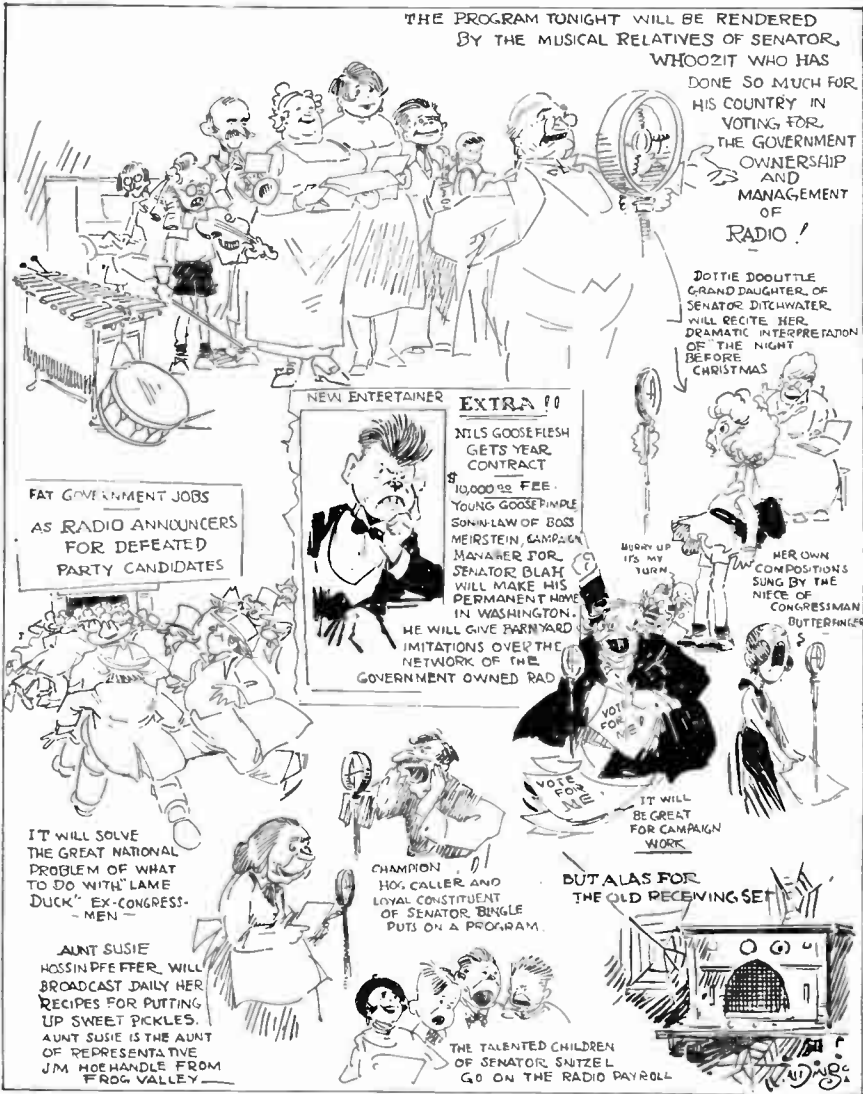 THE PROGRAM TONIGHT WILL BE RENDERED
BY THE MUSICAL RELATIVES OF SENATOR
WHOOZIT WHO HAS
DONE SO MUCH FOR
HIS COUNTRY IN
VOTING FOR
THE GOVERNMENT
OWNERSHIP
AND
MANAGEMENT
OF
RADIO!
DOTTIE DOOLITTLE
GRAND DAUGHTER OF
SENATOR DITCHWATER
WILL RECITE HER
DRAMATIC INTERPRETATION
OF "THE NIGHT
BEFORE
CHRISTMAS
NEW ENTERTAINER
EXTRA!!
NILS GOOSEFLESH
GETS YEAR
CONTRACT
$10,000.00 FEE.
YOUNG GOOSEPIMPLE
SON-IN-LAW OF BOSS
MEIRSTEIN, CAMPAIGN
MANAGER FOR
SENATOR BLAH
WILL MAKE HIS
PERMANENT HOME
IN WASHINGTON.
HE WILL GIVE BARNYARD
IMITATIONS OVER THE
NETWORK OF THE
GOVERNMENT OWNED RAD
FAT GOVERNMENT JOBS
AS RADIO ANNOUNCERS
FOR DEFEATED
PARTY CANDIDATES
HURRY UP
IT'S MY
TURN
HER OWN
COMPOSITIONS
SUNG BY THE
NIECE OF
CONGRESSMAN
BUTTERFINGER
VOTE
FOR
ME!
VOTE
FOR
ME
IT WILL
BE GREAT
FOR CAMPAIGN
WORK
IT WILL SOLVE
THE GREAT NATIONAL
PROBLEM OF WHAT
TO DO WITH "LAME
DUCK" EX-CONGRESS-
- MEN -
CHAMPION
HOG CALLER AND
LOYAL CONSTITUENT
OF SENATOR BINGLE
PUTS ON A PROGRAM.
BUT ALAS FOR
THE OLD RECEIVING SET
AUNT SUSIE
HOSSINPFEFFER WILL
BROADCAST DAILY HER
RECIPES FOR PUTTING
UP SWEET PICKLES.
AUNT SUSIE IS THE AUNT
OF REPRESENTATIVE
JIM HOEHANDLE FROM
FROG VALLEY
THE TALENTED CHILDREN
OF SENATOR SNITZEL
GO ON THE RADIO PAYROLL